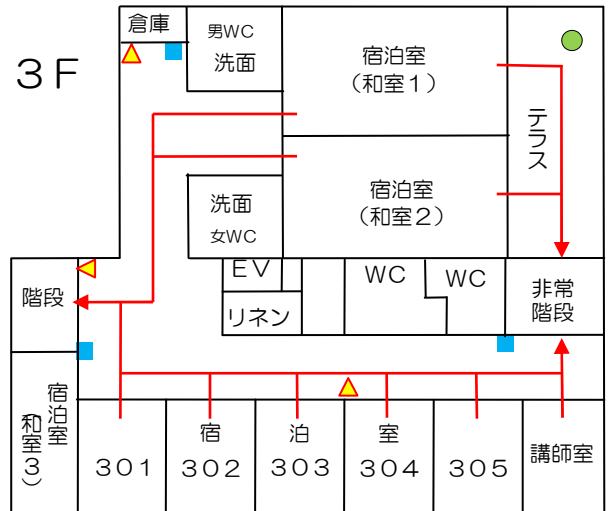 ３Ｆ
倉庫
男WC
洗面
宿泊室
（和室１）
テラス
洗面
女WC
宿泊室
（和室２）
階段
ＥＶ
リネン
ＷＣ
ＷＣ
非常
階段
宿泊室
（和室３）
３０１
宿
３０２
泊
３０３
室
３０４
３０５
講師室